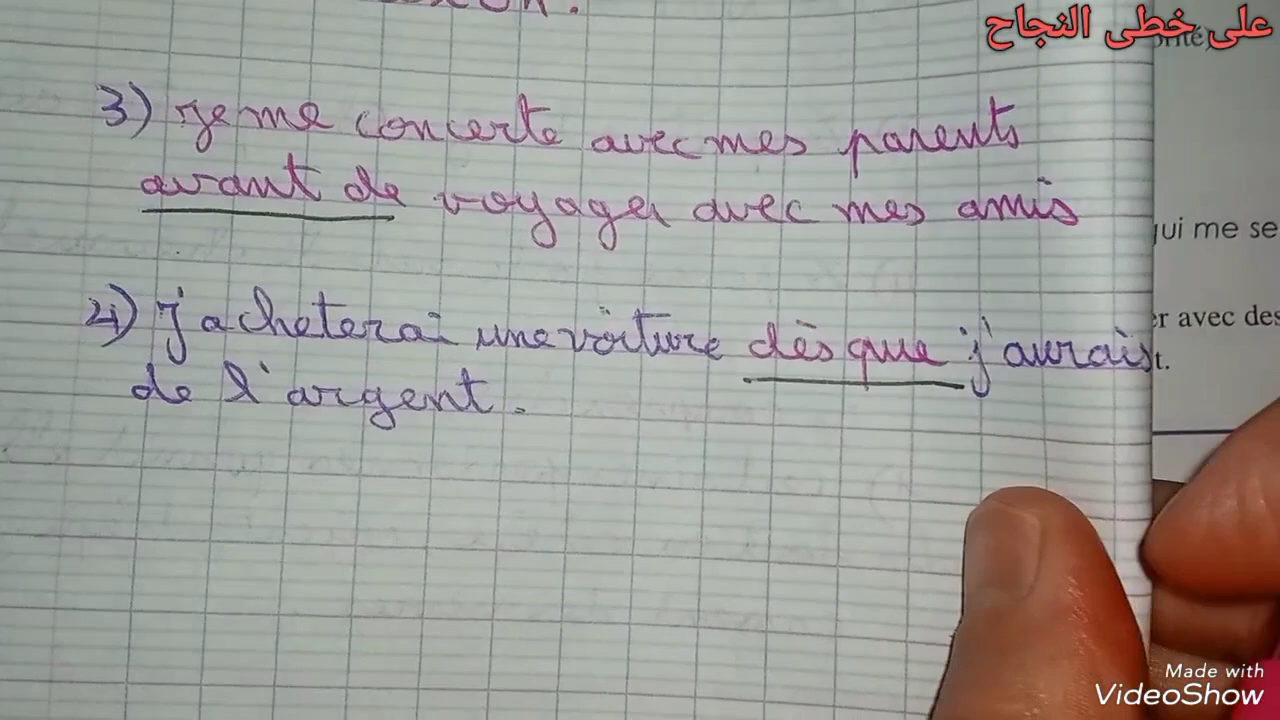 على خطى النجاح
3) Je me concerte avec mes parents
avant de voyager avec mes amis
4) j'acheterai une voiture dès que j'aurais
de l'argent.
ui me se
er avec des
t.
Made with
VideoShow